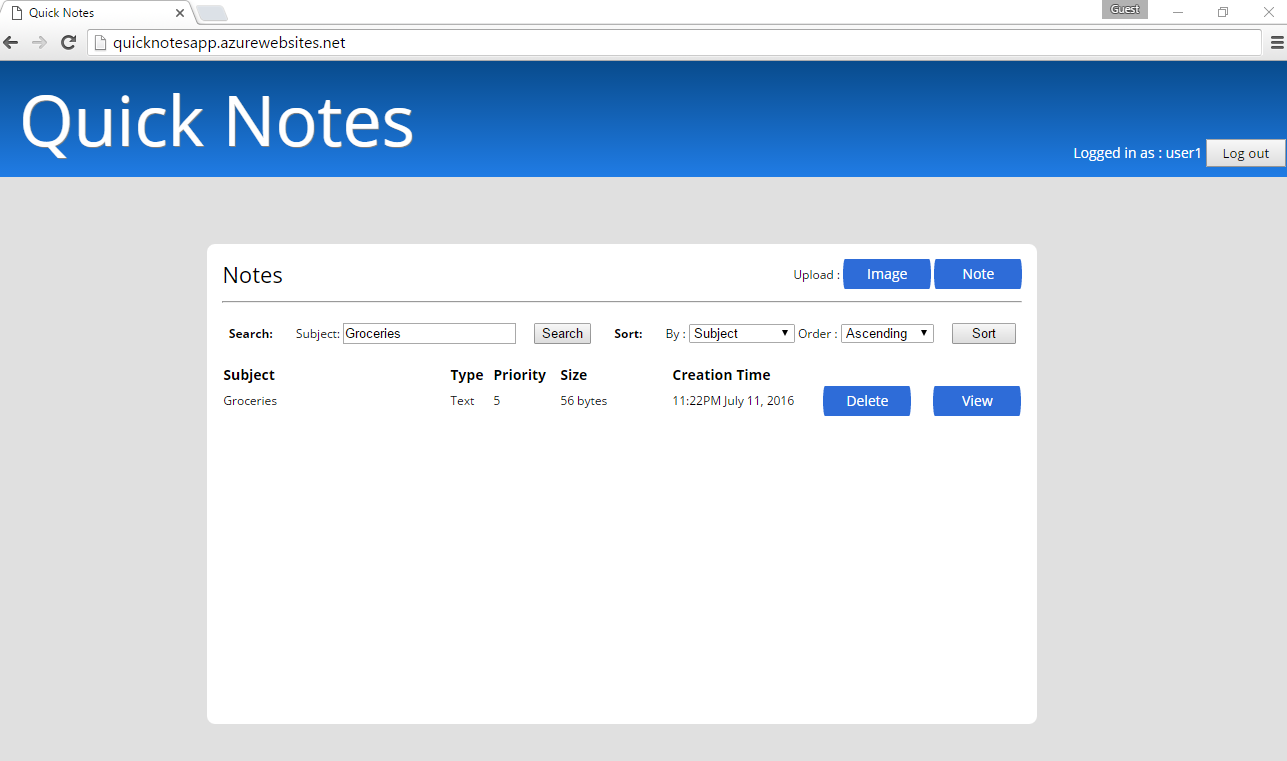 Quick Notes
Guest
quicknotesapp.azurewebsites.net
Quick Notes
Logged in as : user1 Log out
Notes Upload : Image Note
Search: Subject: Groceries Search Sort: By : Subject Order : Ascending Sort
Subject Type Priority Size Creation Time
Groceries Text 5 56 bytes 11:22PM July 11, 2016 Delete View